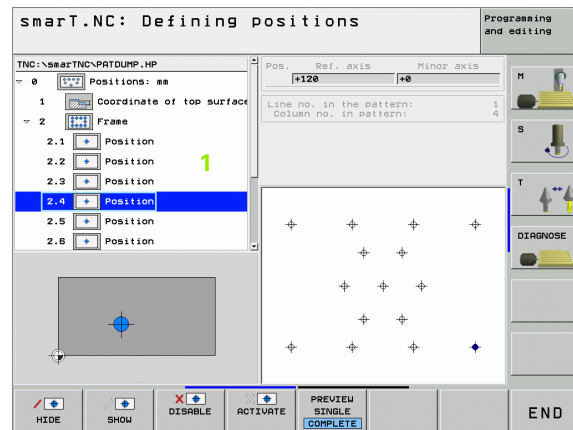 smarT.NC: Defining positions
Programming
and editing
TNC:\smarTNC\PATDUMP.HP
0 Positions: mm
1 Coordinate of top surface
2 Frame
2.1 Position
2.2 Position
2.3 Position
2.4 Position
2.5 Position
2.6 Position
1
Pos. Ref. axis Minor axis
+120 +0
Line no. in the pattern: 1
Column no. in pattern: 4
M
S
T
DIAGNOSE
HIDE
SHOW
DISABLE
ACTIVATE
PREVIEW
SINGLE
COMPLETE
END